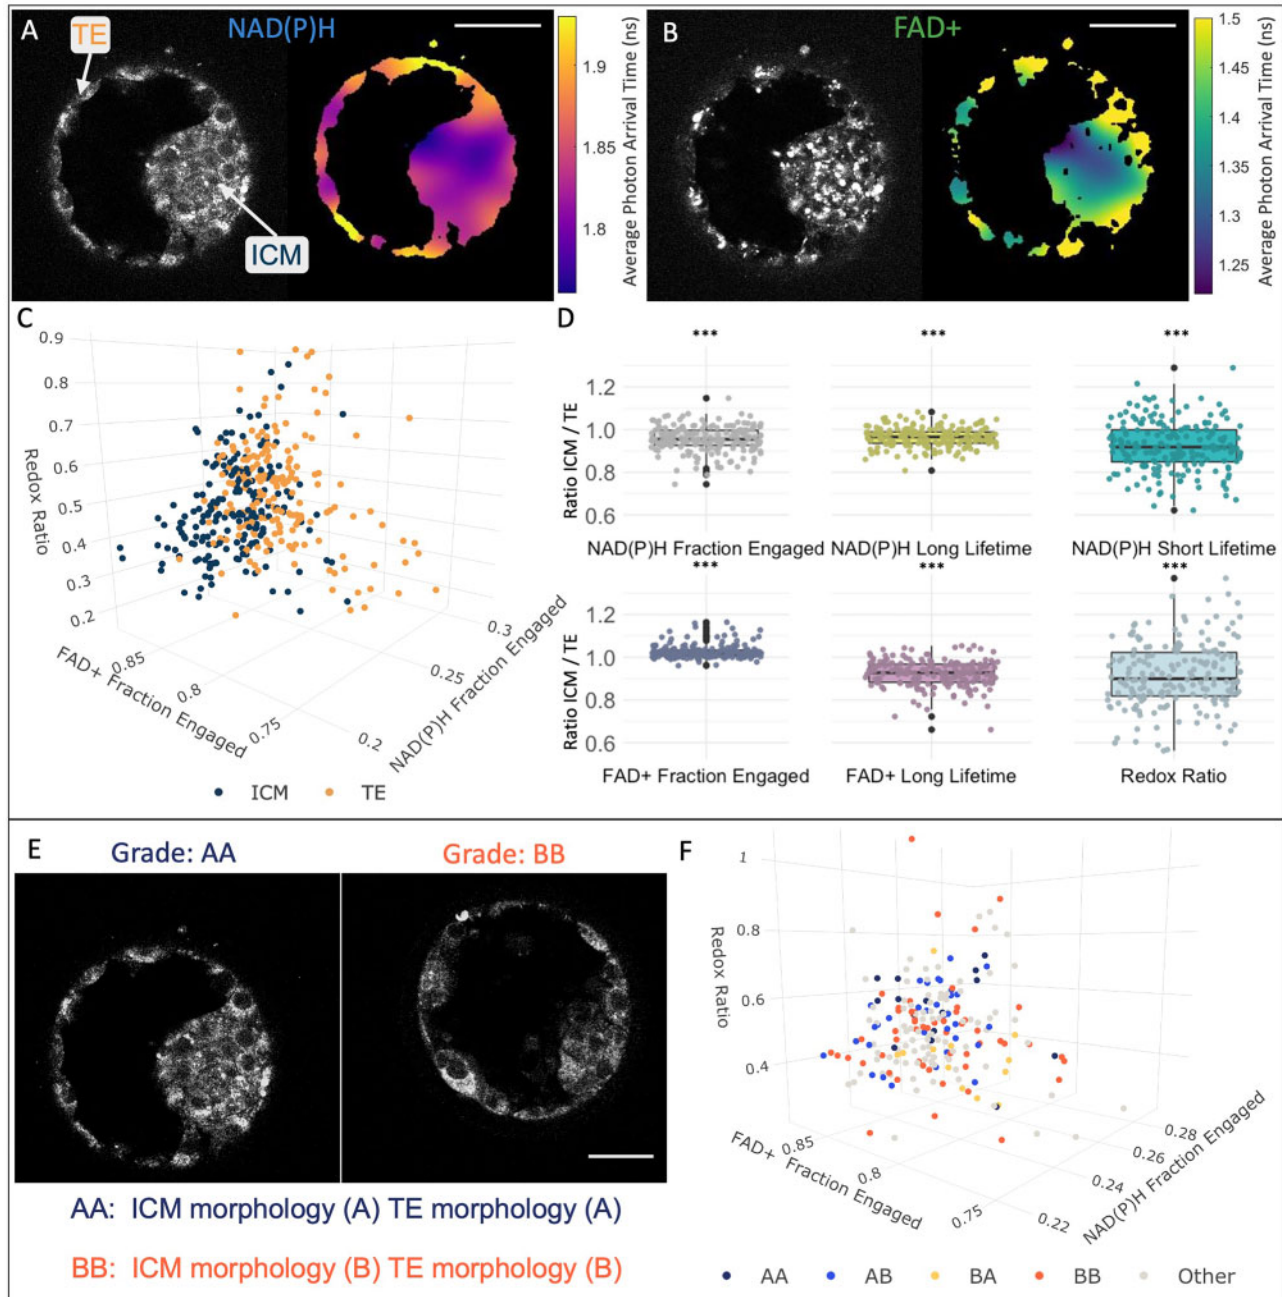 A
TE
NAD(P)H
ICM
1.9
1.85
1.8
Average Photon Arrival Time (ns)
B
FAD+
1.5
1.45
1.4
1.35
1.3
1.25
Average Photon Arrival Time (ns)
C
0.9
0.8
0.7
0.6
0.5
0.4
0.3
0.2
Redox Ratio
0.85
0.8
0.75
FAD+ Fraction Engaged
0.2
0.25
0.3
NAD(P)H Fraction Engaged
ICM
TE
D
*** *** ***
1.2
1.0
0.8
0.6
Ratio ICM / TE
NAD(P)H Fraction Engaged NAD(P)H Long Lifetime NAD(P)H Short Lifetime
*** *** ***
1.2
1.0
0.8
0.6
Ratio ICM / TE
FAD+ Fraction Engaged FAD+ Long Lifetime Redox Ratio
E
Grade: AA
Grade: BB
AA: ICM morphology (A) TE morphology (A)
BB: ICM morphology (B) TE morphology (B)
F
1
0.8
0.6
0.4
Redox Ratio
0.85
0.8
0.75
FAD+ Fraction Engaged
0.22
0.24
0.26
0.28
NAD(P)H Fraction Engaged
AA AB BA BB Other